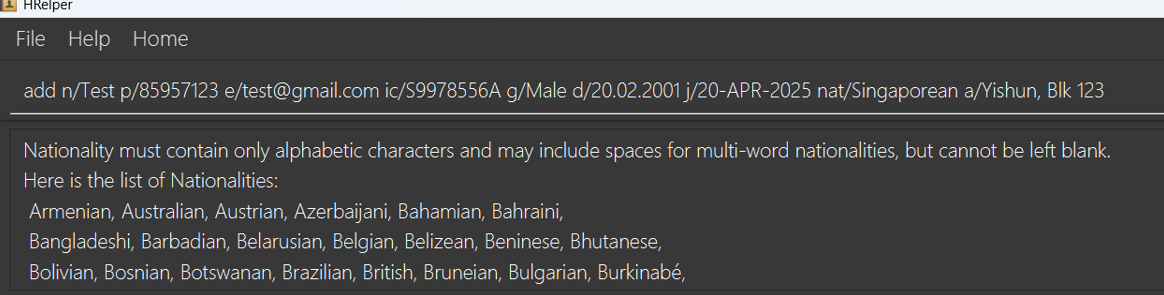 HRelper
File Help Home
add n/Test p/85957123 e/test@gmail.com ic/S9978556A g/Male d/20.02.2001 j/20-APR-2025 nat/Singaporean a/Yishun, Blk 123
Nationality must contain only alphabetic characters and may include spaces for multi-word nationalities, but cannot be left blank.
Here is the list of Nationalities:
Armenian, Australian, Austrian, Azerbaijani, Bahamian, Bahraini,
Bangladeshi, Barbadian, Belarusian, Belgian, Belizean, Beninese, Bhutanese,
Bolivian, Bosnian, Botswanan, Brazilian, British, Bruneian, Bulgarian, Burkinabé,